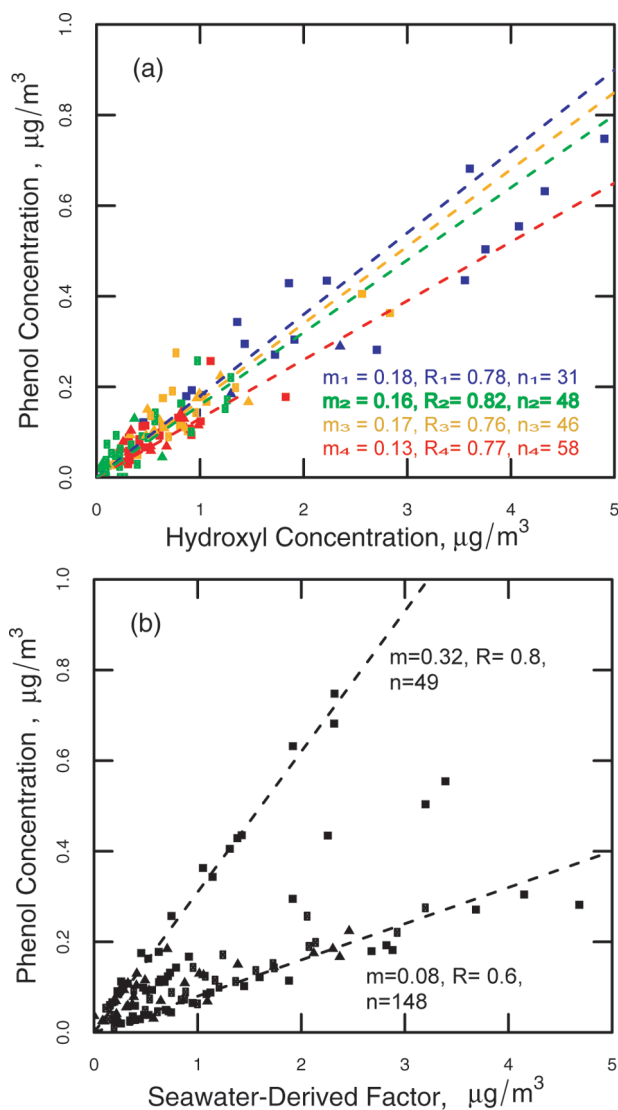 (a)
Phenol Concentration , μg/m³
1.0
0.8
0.6
0.4
0.2
0.0
m₁ = 0.18, R₁= 0.78, n₁= 31
m₂ = 0.16, R₂= 0.82, n₂= 48
m₃ = 0.17, R₃= 0.76, n₃= 46
m₄ = 0.13, R₄= 0.77, n₄= 58
0 1 2 3 4 5
Hydroxyl Concentration, μg/m³
(b)
Phenol Concentration , μg/m³
1.0
0.8
0.6
0.4
0.2
0.0
m=0.32, R= 0.8,
n=49
m=0.08, R= 0.6,
n=148
0 1 2 3 4 5
Seawater-Derived Factor, μg/m³